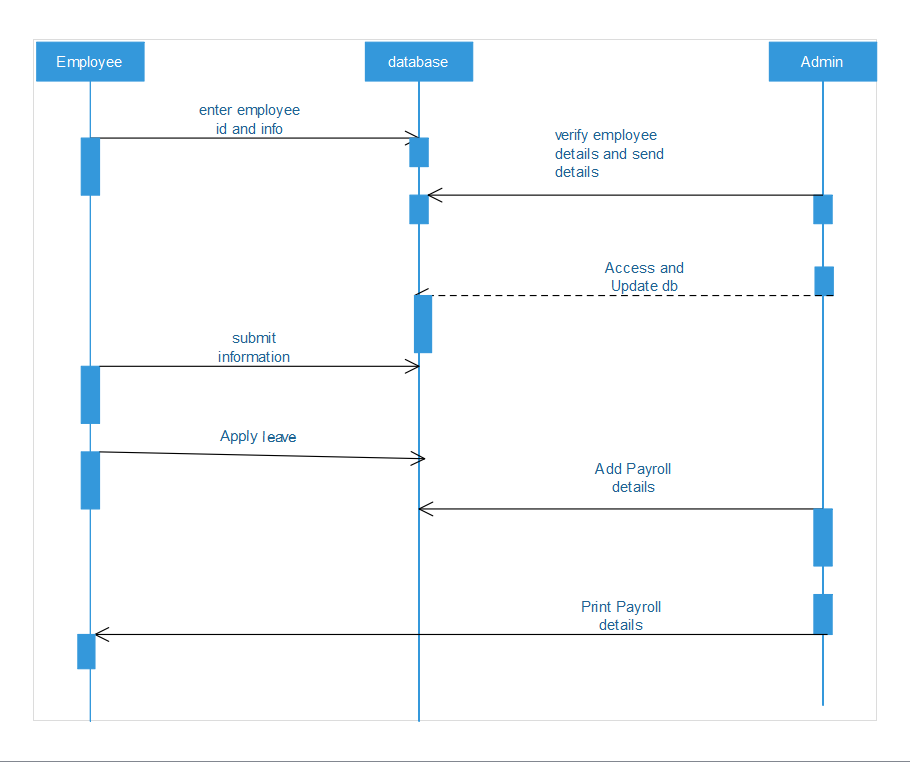 Employee
database
Admin
enter employee
id and info
verify employee
details and send
details
Access and
Update db
submit
information
Apply leave
Add Payroll
details
Print Payroll
details